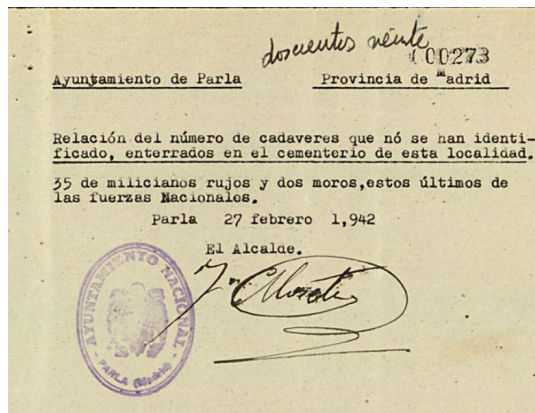 doscientos veinte
00273
Ayuntamiento de Parla Provincia de Madrid
Relación del número de cadaveres que nó se han identi-
ficado, enterrados en el cementerio de esta localidad.
35 de milicianos rujos y dos moros,estos últimos de
las fuerzas Nacionales.
Parla 27 febrero 1,942
El Alcalde.
AYUNTAMIENTO NACIONAL
- PARLA (Madrid) -